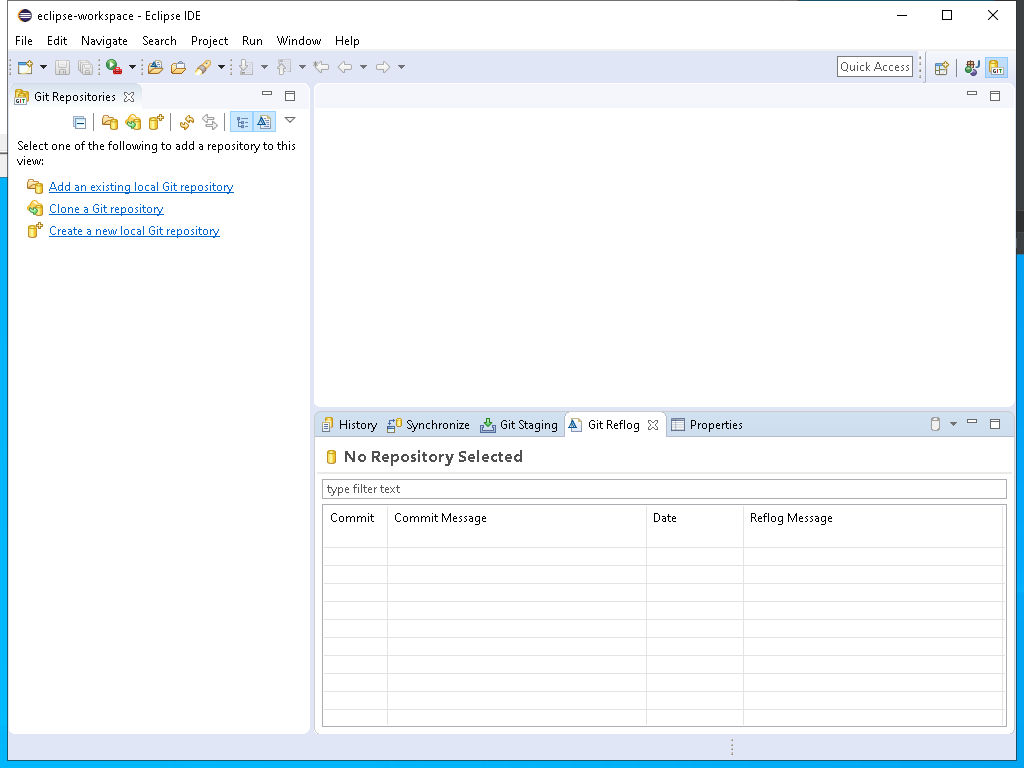 eclipse-workspace - Eclipse IDE
File Edit Navigate Search Project Run Window Help
Quick Access
GIT
GIT Git Repositories
Select one of the following to add a repository to this
view:
Add an existing local Git repository
Clone a Git repository
Create a new local Git repository
History Synchronize Git Staging Git Reflog Properties
No Repository Selected
type filter text
Commit Commit Message Date Reflog Message